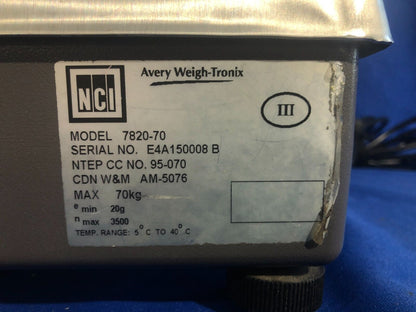 NCI
Avery Weigh-Tronix
III
MODEL 7820-70
SERIAL NO. E4A150008 B
NTEP CC NO. 95-070
CDN W&M AM-5076
MAX 70kg
e min 20g
n max 3500
TEMP. RANGE: 5°C TO 40°C